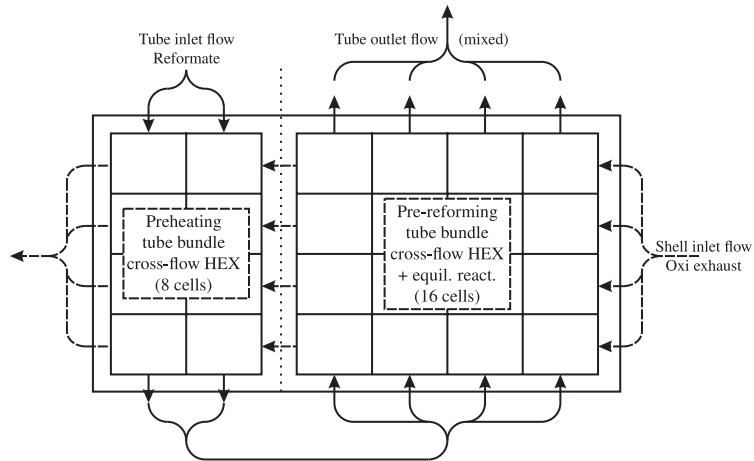 Tube inlet flow
Reformate
Tube outlet flow (mixed)
Preheating
tube bundle
cross-flow HEX
(8 cells)
Pre-reforming
tube bundle
cross-flow HEX
+ equil. react.
(16 cells)
Shell inlet flow
Oxi exhaust